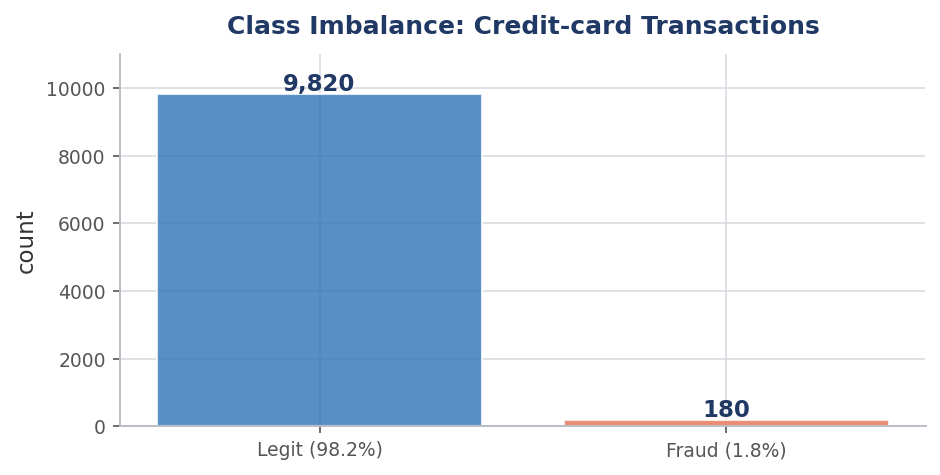 Class Imbalance: Credit-card Transactions
count
10000
8000
6000
4000
2000
0
9,820
180
Legit (98.2%)
Fraud (1.8%)